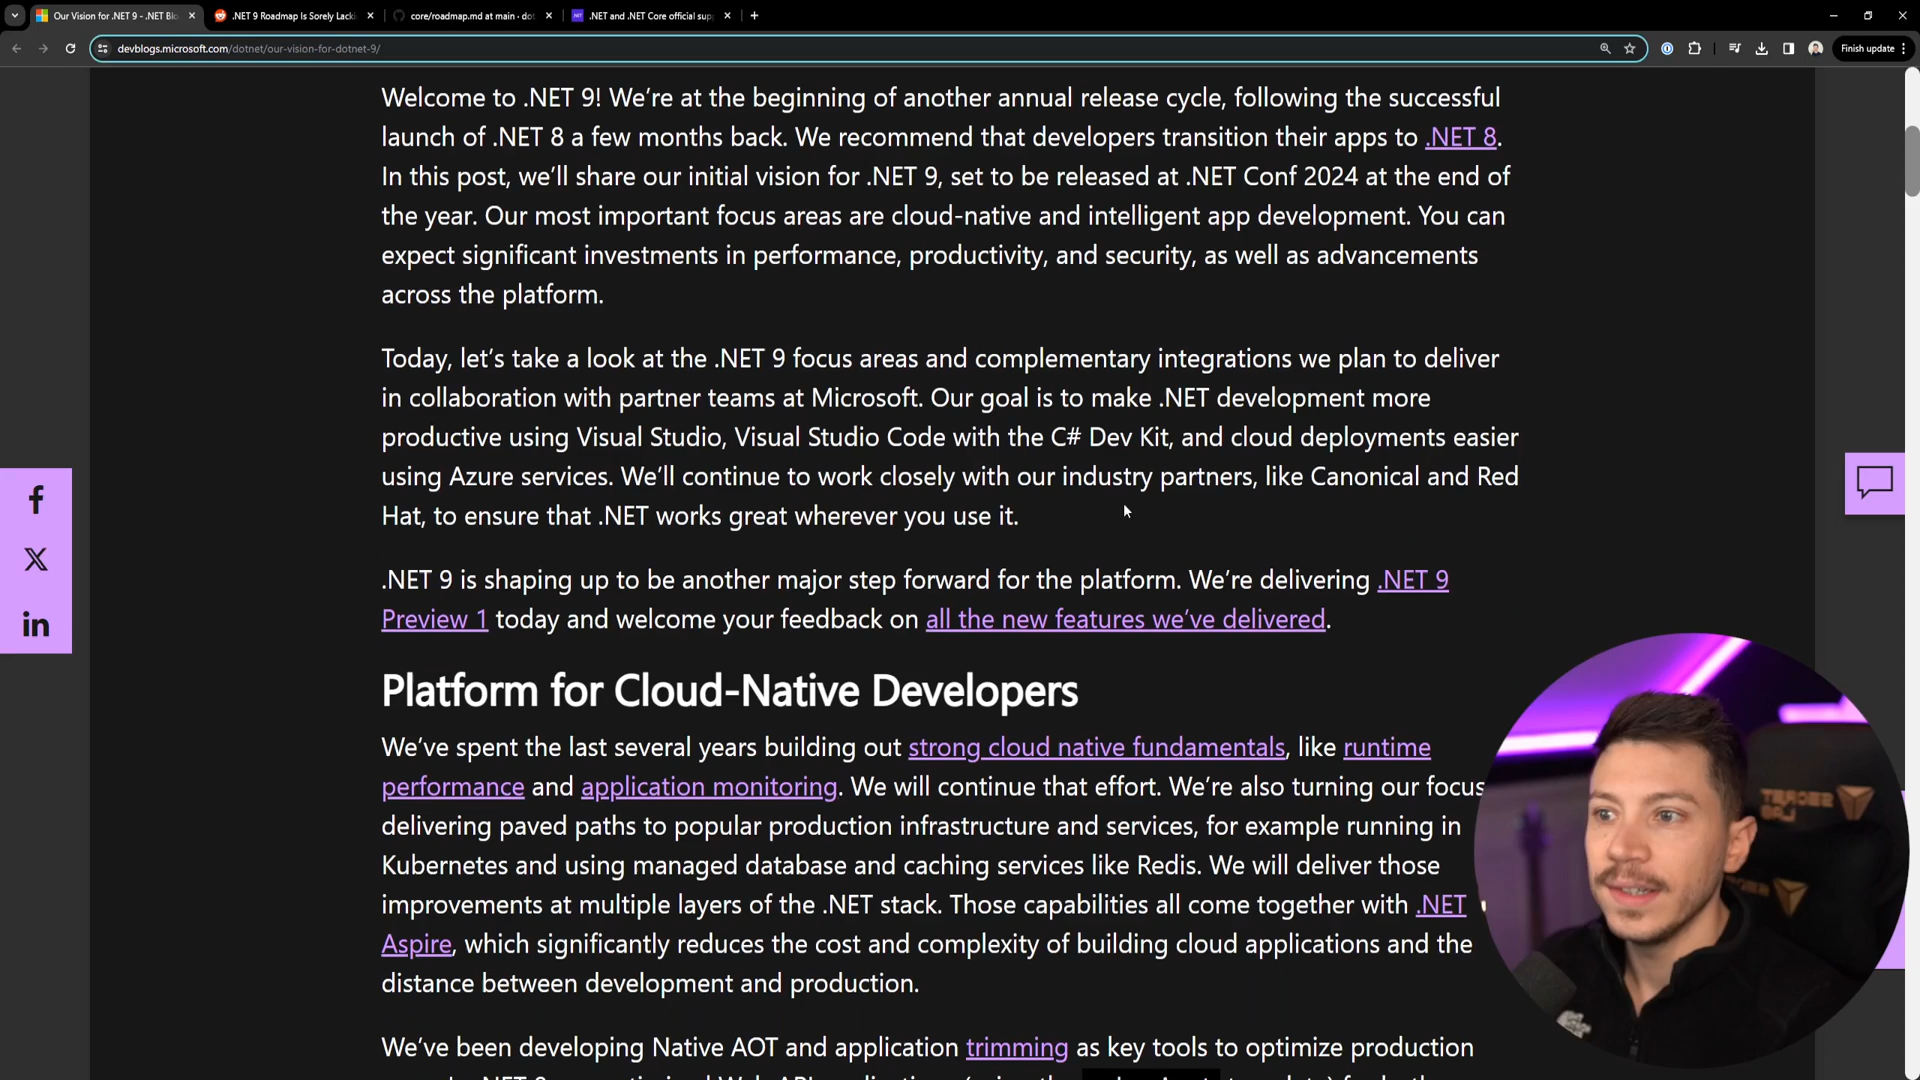 Our Vision for .NET 9 - .NET Blo
.NET 9 Roadmap Is Sorely Lacki
core/roadmap.md at main · dot
.NET and .NET Core official sup
devblogs.microsoft.com/dotnet/our-vision-for-dotnet-9/
Finish update
Welcome to .NET 9! We’re at the beginning of another annual release cycle, following the successful
launch of .NET 8 a few months back. We recommend that developers transition their apps to .NET 8.
In this post, we’ll share our initial vision for .NET 9, set to be released at .NET Conf 2024 at the end of
the year. Our most important focus areas are cloud-native and intelligent app development. You can
expect significant investments in performance, productivity, and security, as well as advancements
across the platform.
Today, let’s take a look at the .NET 9 focus areas and complementary integrations we plan to deliver
in collaboration with partner teams at Microsoft. Our goal is to make .NET development more
productive using Visual Studio, Visual Studio Code with the C# Dev Kit, and cloud deployments easier
using Azure services. We’ll continue to work closely with our industry partners, like Canonical and Red
Hat, to ensure that .NET works great wherever you use it.
.NET 9 is shaping up to be another major step forward for the platform. We’re delivering .NET 9
Preview 1 today and welcome your feedback on all the new features we’ve delivered.
Platform for Cloud-Native Developers
We’ve spent the last several years building out strong cloud native fundamentals, like runtime
performance and application monitoring. We will continue that effort. We’re also turning our focus
delivering paved paths to popular production infrastructure and services, for example running in
Kubernetes and using managed database and caching services like Redis. We will deliver those
improvements at multiple layers of the .NET stack. Those capabilities all come together with .NET
Aspire, which significantly reduces the cost and complexity of building cloud applications and the
distance between development and production.
We’ve been developing Native AOT and application trimming as key tools to optimize production